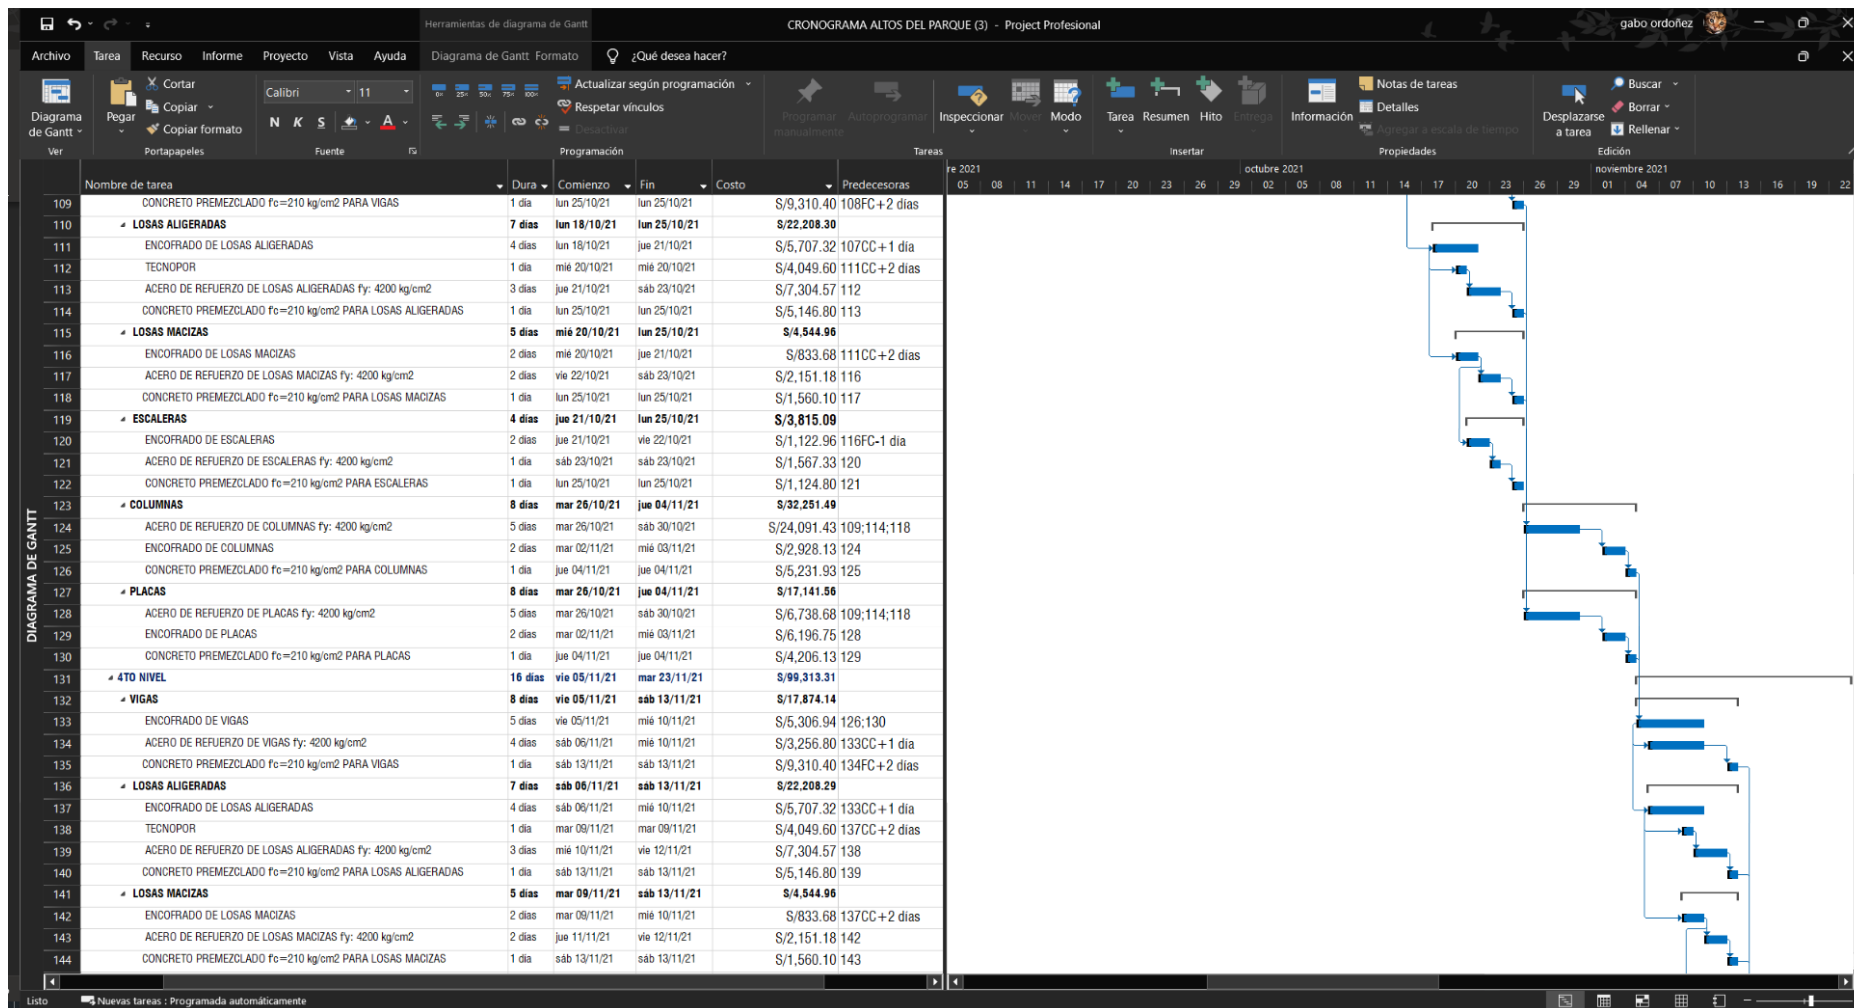 Herramientas de diagrama de Gantt
CRONOGRAMA ALTOS DEL PARQUE (3) - Project Profesional
gabo ordoñez
Archivo Tarea Recurso Informe Proyecto Vista Ayuda Diagrama de Gantt Formato ¿Qué desea hacer?
Diagrama de Gantt
Ver
Pegar
Cortar
Copiar
Copiar formato
Portapapeles
Calibri 11
N K S A
Fuente
0% 25% 50% 75% 100%
Actualizar según programación
Respetar vínculos
Desactivar
Programación
Programar manualmente
Autoprogramar
Inspeccionar Mover Modo
Tareas
Tarea Resumen Hito Entrega
Insertar
Información
Notas de tareas
Detalles
Agregar a escala de tiempo
Propiedades
Desplazarse a tarea
Buscar
Borrar
Rellenar
Edición
re 2021 octubre 2021 noviembre 2021
Nombre de tarea Dura Comienzo Fin Costo Predecesoras
05 08 11 14 17 20 23 26 29 02 05 08 11 14 17 20 23 26 29 01 04 07 10 13 16 19 22
DIAGRAMA DE GANTT
109 CONCRETO PREMEZCLADO f'c=210 kg/cm2 PARA VIGAS 1 día lun 25/10/21 lun 25/10/21 S/9,310.40 108FC+2 días
110 LOSAS ALIGERADAS 7 días lun 18/10/21 lun 25/10/21 S/22,208.30
111 ENCOFRADO DE LOSAS ALIGERADAS 4 días lun 18/10/21 jue 21/10/21 S/5,707.32 107CC+1 día
112 TECNOPOR 1 día mié 20/10/21 mié 20/10/21 S/4,049.60 111CC+2 días
113 ACERO DE REFUERZO DE LOSAS ALIGERADAS fy: 4200 kg/cm2 3 días jue 21/10/21 sáb 23/10/21 S/7,304.57 112
114 CONCRETO PREMEZCLADO f'c=210 kg/cm2 PARA LOSAS ALIGERADAS 1 día lun 25/10/21 lun 25/10/21 S/5,146.80 113
115 LOSAS MACIZAS 5 días mié 20/10/21 lun 25/10/21 S/4,544.96
116 ENCOFRADO DE LOSAS MACIZAS 2 días mié 20/10/21 jue 21/10/21 S/833.68 111CC+2 días
117 ACERO DE REFUERZO DE LOSAS MACIZAS fy: 4200 kg/cm2 2 días vie 22/10/21 sáb 23/10/21 S/2,151.18 116
118 CONCRETO PREMEZCLADO f'c=210 kg/cm2 PARA LOSAS MACIZAS 1 día lun 25/10/21 lun 25/10/21 S/1,560.10 117
119 ESCALERAS 4 días jue 21/10/21 lun 25/10/21 S/3,815.09
120 ENCOFRADO DE ESCALERAS 2 días jue 21/10/21 vie 22/10/21 S/1,122.96 116FC-1 día
121 ACERO DE REFUERZO DE ESCALERAS f'y: 4200 kg/cm2 1 día sáb 23/10/21 sáb 23/10/21 S/1,567.33 120
122 CONCRETO PREMEZCLADO f'c=210 kg/cm2 PARA ESCALERAS 1 día lun 25/10/21 lun 25/10/21 S/1,124.80 121
123 COLUMNAS 8 días mar 26/10/21 jue 04/11/21 S/32,251.49
124 ACERO DE REFUERZO DE COLUMNAS fy: 4200 kg/cm2 5 días mar 26/10/21 sáb 30/10/21 S/24,091.43 109;114;118
125 ENCOFRADO DE COLUMNAS 2 días mar 02/11/21 mié 03/11/21 S/2,928.13 124
126 CONCRETO PREMEZCLADO f'c=210 kg/cm2 PARA COLUMNAS 1 día jue 04/11/21 jue 04/11/21 S/5,231.93 125
127 PLACAS 8 días mar 26/10/21 jue 04/11/21 S/17,141.56
128 ACERO DE REFUERZO DE PLACAS fy: 4200 kg/cm2 5 días mar 26/10/21 sáb 30/10/21 S/6,738.68 109;114;118
129 ENCOFRADO DE PLACAS 2 días mar 02/11/21 mié 03/11/21 S/6,196.75 128
130 CONCRETO PREMEZCLADO f'c=210 kg/cm2 PARA PLACAS 1 día jue 04/11/21 jue 04/11/21 S/4,206.13 129
131 4TO NIVEL 16 días vie 05/11/21 mar 23/11/21 S/99,313.31
132 VIGAS 8 días vie 05/11/21 sáb 13/11/21 S/17,874.14
133 ENCOFRADO DE VIGAS 5 días vie 05/11/21 mié 10/11/21 S/5,306.94 126;130
134 ACERO DE REFUERZO DE VIGAS f'y: 4200 kg/cm2 4 días sáb 06/11/21 mié 10/11/21 S/3,256.80 133CC+1 día
135 CONCRETO PREMEZCLADO f'c=210 kg/cm2 PARA VIGAS 1 día sáb 13/11/21 sáb 13/11/21 S/9,310.40 134FC+2 días
136 LOSAS ALIGERADAS 7 días sáb 06/11/21 sáb 13/11/21 S/22,208.29
137 ENCOFRADO DE LOSAS ALIGERADAS 4 días sáb 06/11/21 mié 10/11/21 S/5,707.32 133CC+1 día
138 TECNOPOR 1 día mar 09/11/21 mar 09/11/21 S/4,049.60 137CC+2 días
139 ACERO DE REFUERZO DE LOSAS ALIGERADAS fy: 4200 kg/cm2 3 días mié 10/11/21 vie 12/11/21 S/7,304.57 138
140 CONCRETO PREMEZCLADO f'c=210 kg/cm2 PARA LOSAS ALIGERADAS 1 día sáb 13/11/21 sáb 13/11/21 S/5,146.80 139
141 LOSAS MACIZAS 5 días mar 09/11/21 sáb 13/11/21 S/4,544.96
142 ENCOFRADO DE LOSAS MACIZAS 2 días mar 09/11/21 mié 10/11/21 S/833.68 137CC+2 días
143 ACERO DE REFUERZO DE LOSAS MACIZAS fy: 4200 kg/cm2 2 días jue 11/11/21 vie 12/11/21 S/2,151.18 142
144 CONCRETO PREMEZCLADO f'c=210 kg/cm2 PARA LOSAS MACIZAS 1 día sáb 13/11/21 sáb 13/11/21 S/1,560.10 143
Listo Nuevas tareas : Programada automáticamente